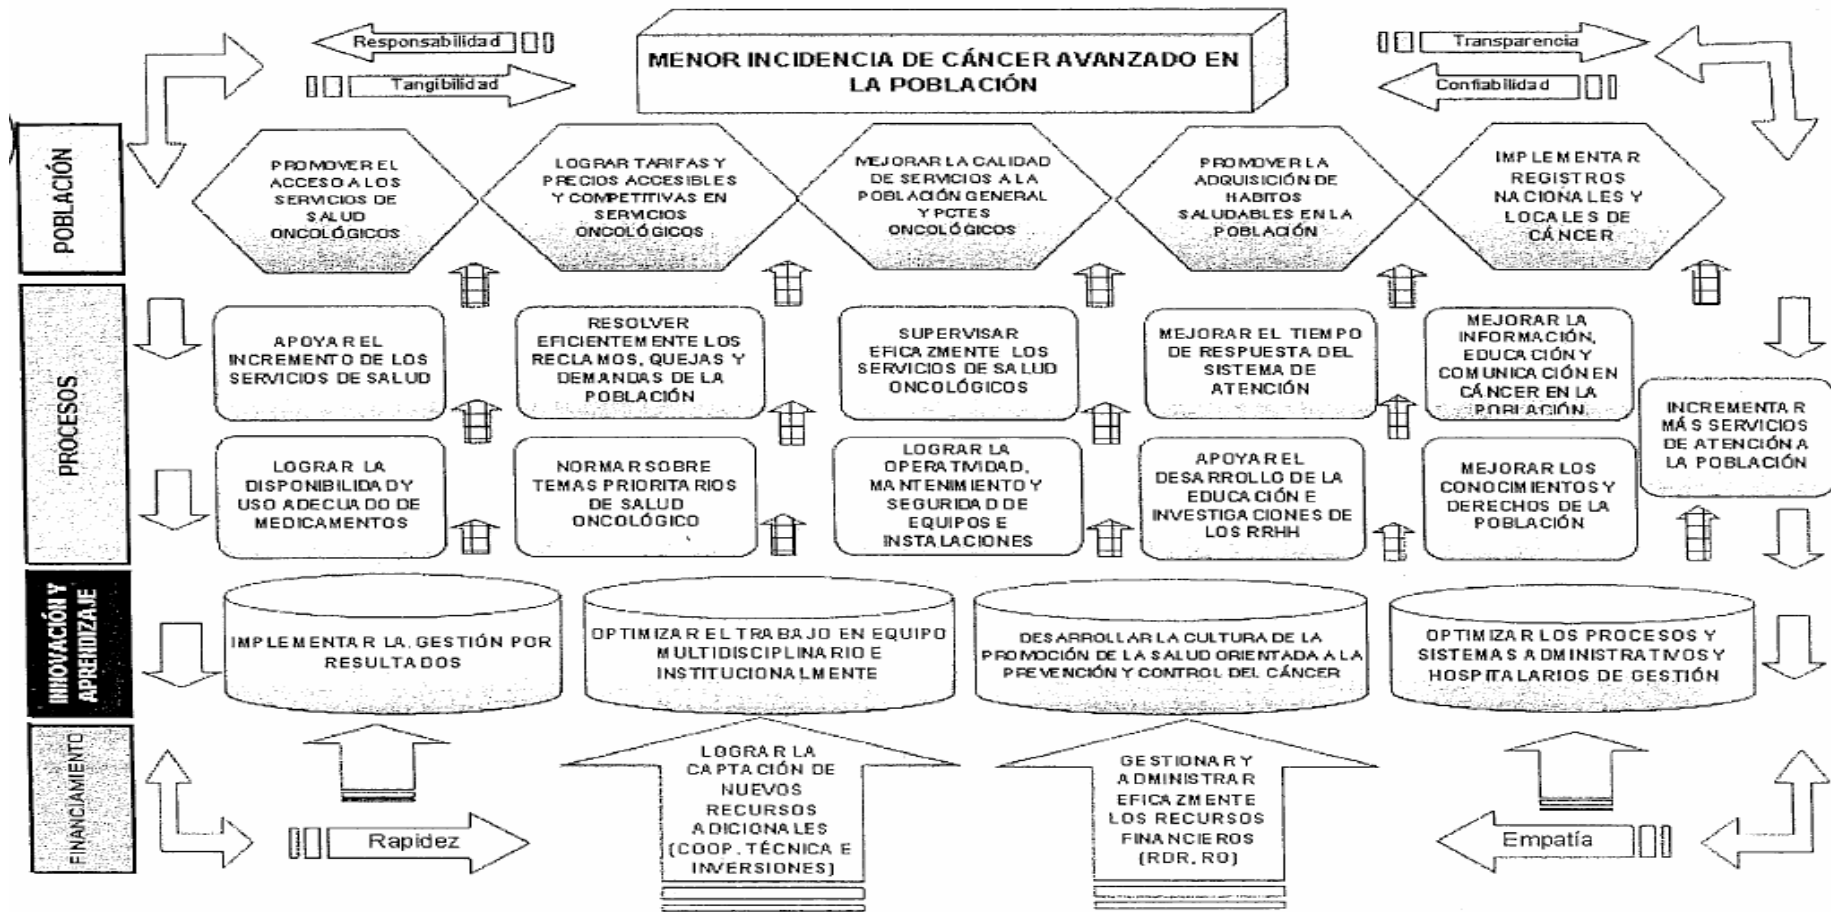 Responsabilidad
Tangibilidad
MENOR INCIDENCIA DE CÁNCER AVANZADO EN
LA POBLACIÓN
Transparencia
Confiabilidad
POBLACIÓN
PROMOVER EL
ACCESO A LOS
SERVICIOS DE
SALUD
ONCOLÓGICOS
LOGRAR TARIFAS Y
PRECIOS ACCESIBLES
Y COMPETITIVAS EN
SERVICIOS
ONCOLÓGICOS
MEJORAR LA CALIDAD
DE SERVICIOS A LA
POBLACIÓN GENERAL
Y PCTES
ONCOLÓGICOS
PROMOVER LA
ADQUISICIÓN DE
HABITOS
SALUDABLES EN LA
POBLACIÓN
IMPLEMENTAR
REGISTROS
NACIONALES Y
LOCALES DE
CÁNCER
PROCESOS
APOYAR EL
INCREMENTO DE LOS
SERVICIOS DE SALUD
RESOLVER
EFICIENTEMENTE LOS
RECLAMOS, QUEJAS Y
DEMANDAS DE LA
POBLACIÓN
SUPERVISAR
EFICAZMENTE LOS
SERVICIOS DE SALUD
ONCOLÓGICOS
MEJORAR EL TIEMPO
DE RESPUESTA DEL
SISTEMA DE
ATENCIÓN
MEJORAR LA
INFORMACIÓN,
EDUCACIÓN Y
COMUNICACIÓN EN
CÁNCER EN LA
POBLACIÓN.
INCREMENTAR
MÁS SERVICIOS
DE ATENCIÓN A
LA POBLACIÓN
LOGRAR LA
DISPONIBILIDAD Y
USO ADECUADO DE
MEDICAMENTOS
NORMAR SOBRE
TEMAS PRIORITARIOS
DE SALUD
ONCOLÓGICO
LOGRAR LA
OPERATIVIDAD,
MANTENIMIENTO Y
SEGURIDAD DE
EQUIPOS E
INSTALACIONES
APOYAR EL
DESARROLLO DE LA
EDUCACIÓN E
INVESTIGACIONES DE
LOS RRHH
MEJORAR LOS
CONOCIMIENTOS Y
DERECHOS DE LA
POBLACIÓN
INNOVACIÓN Y
APRENDIZAJE
IMPLEMENTAR LA, GESTIÓN POR
RESULTADOS
OPTIMIZAR EL TRABAJO EN EQUIPO
MULTIDISCIPLINARIO E
INSTITUCIONALMENTE
DESARROLLAR LA CULTURA DE LA
PROMOCIÓN DE LA SALUD ORIENTADA A LA
PREVENCIÓN Y CONTROL DEL CÁNCER
OPTIMIZAR LOS PROCESOS Y
SISTEMAS ADMINISTRATIVOS Y
HOSPITALARIOS DE GESTIÓN
FINANCIAMIENTO
Rapidez
LOGRAR LA
CAPTACIÓN DE
NUEVOS
RECURSOS
ADICIONALES
(COOP. TÉCNICA E
INVERSIONES)
GESTIONAR Y
ADMINISTRAR
EFICAZMENTE
LOS RECURSOS
FINANCIEROS
(RDR, RO)
Empatía